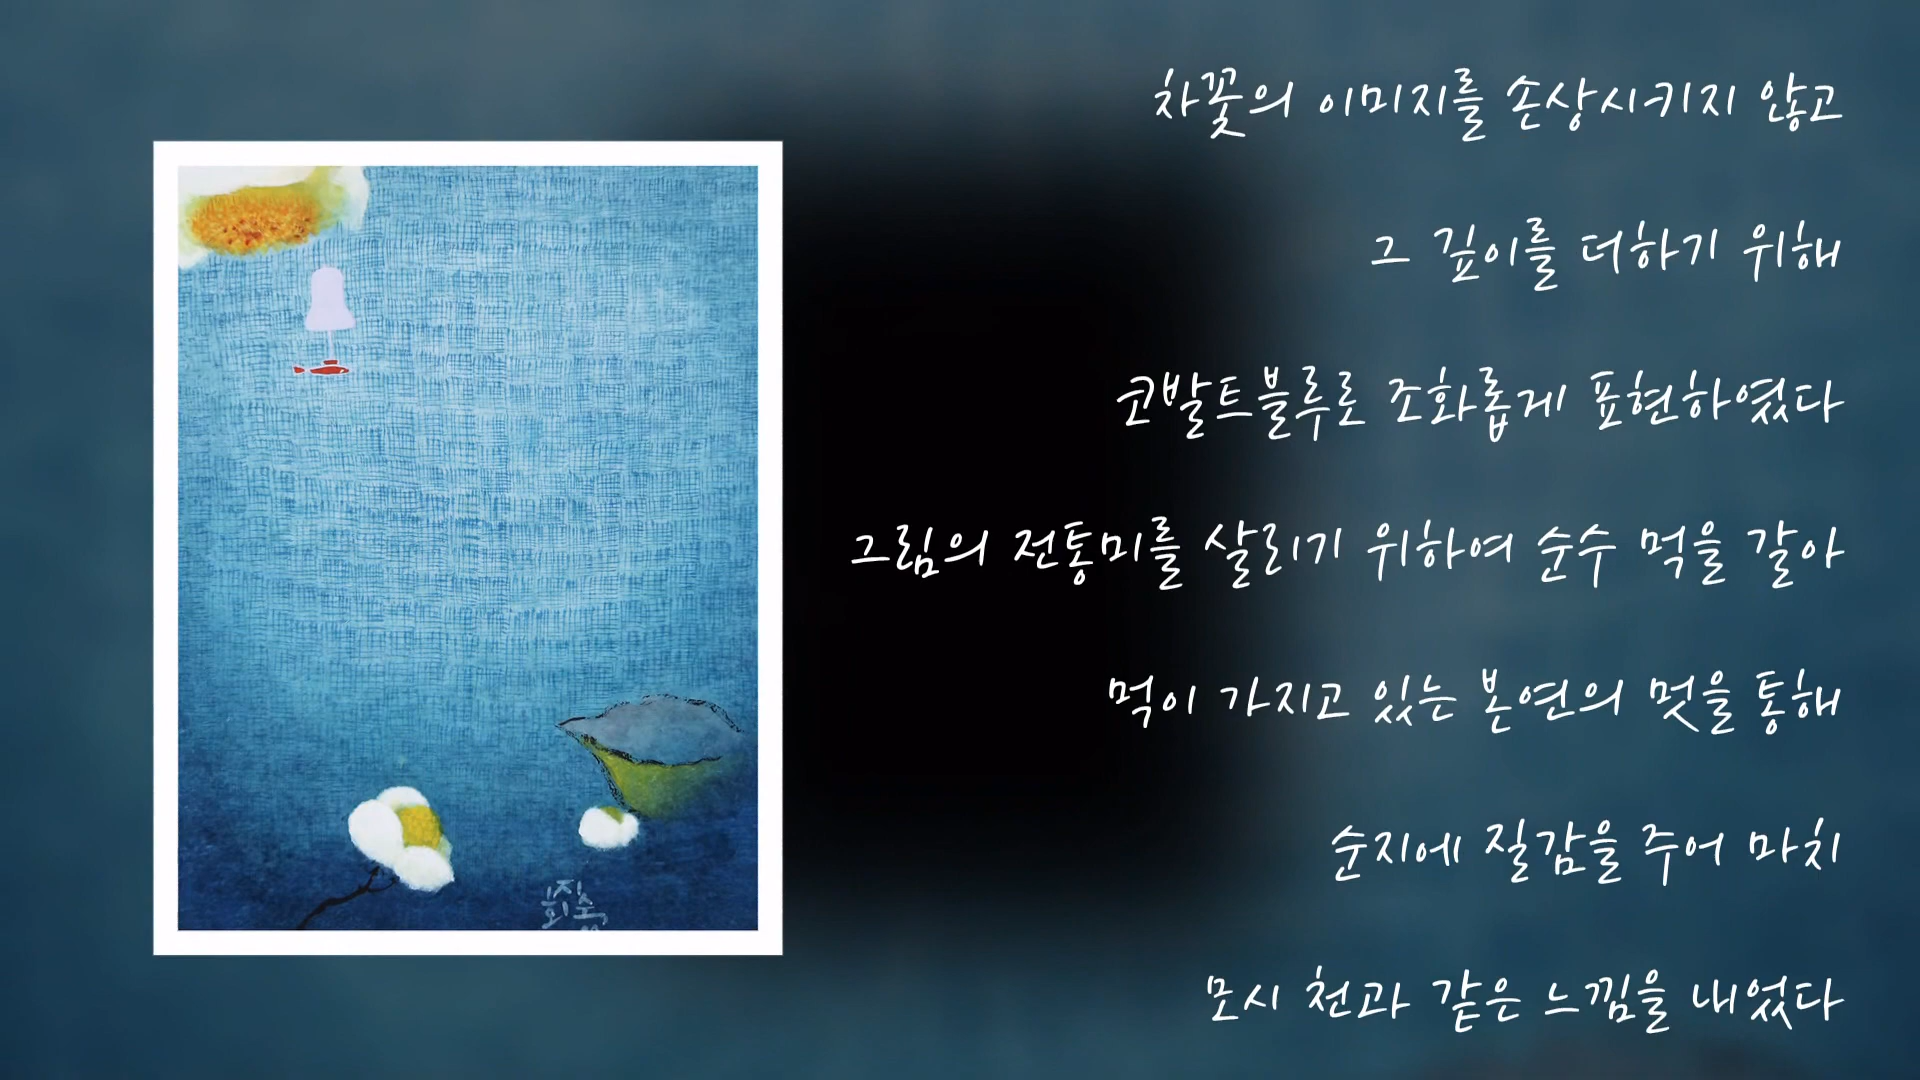 차꽃의 이미지를 손상시키지 않고
그 깊이를 더하기 위해
코발트블루로 조화롭게 표현하였다
그림의 전통미를 살리기 위하여 순수 먹을 갈아
먹이 가지고 있는 본연의 멋을 통해
순지에 질감을 주어 마치
모시 천과 같은 느낌을 내었다